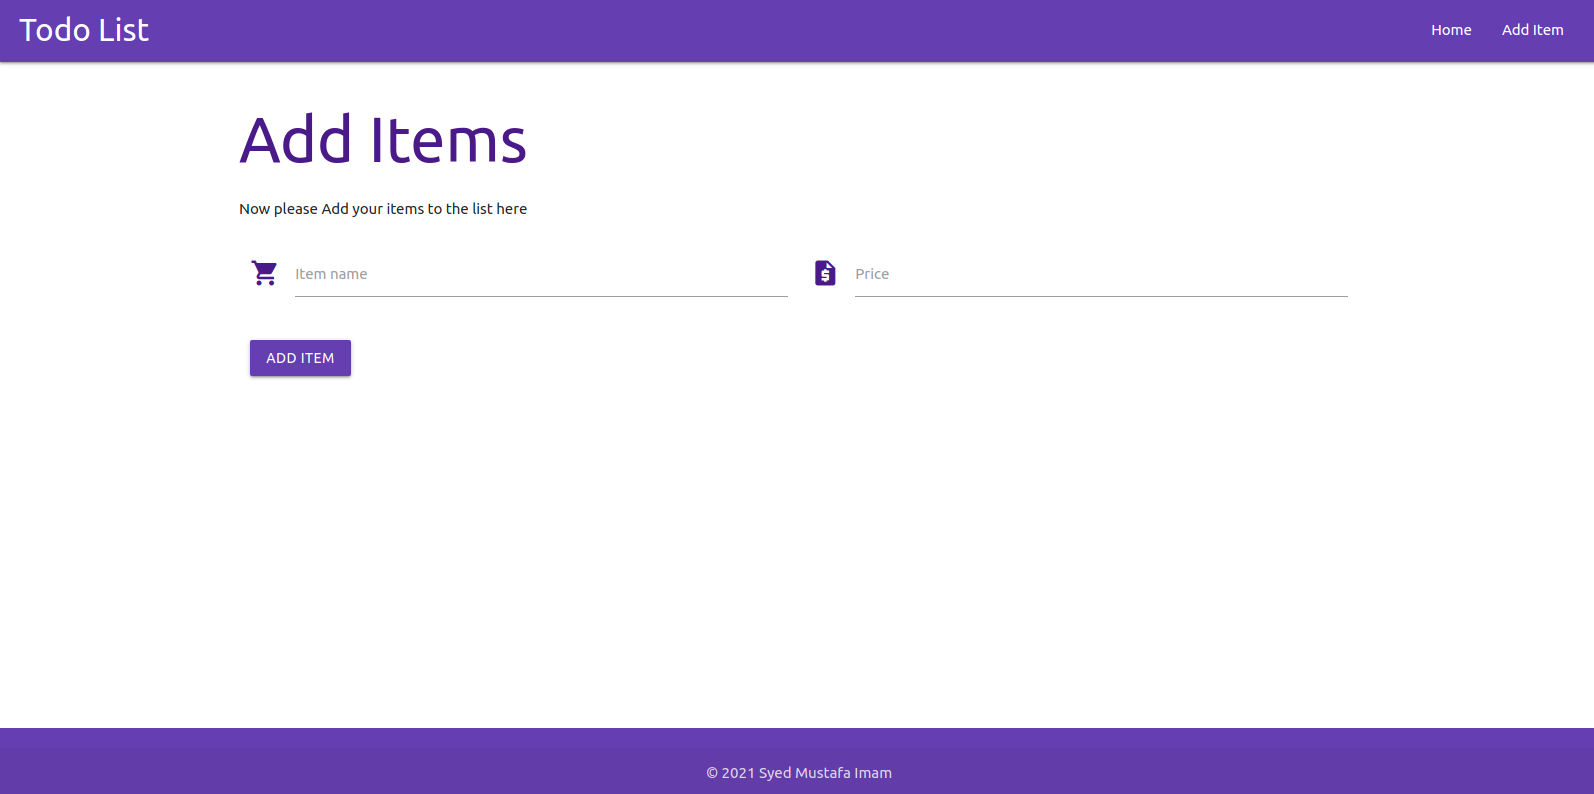 Todo List
Home
Add Item
Add Items
Now please Add your items to the list here
Item name
Price
ADD ITEM
© 2021 Syed Mustafa Imam